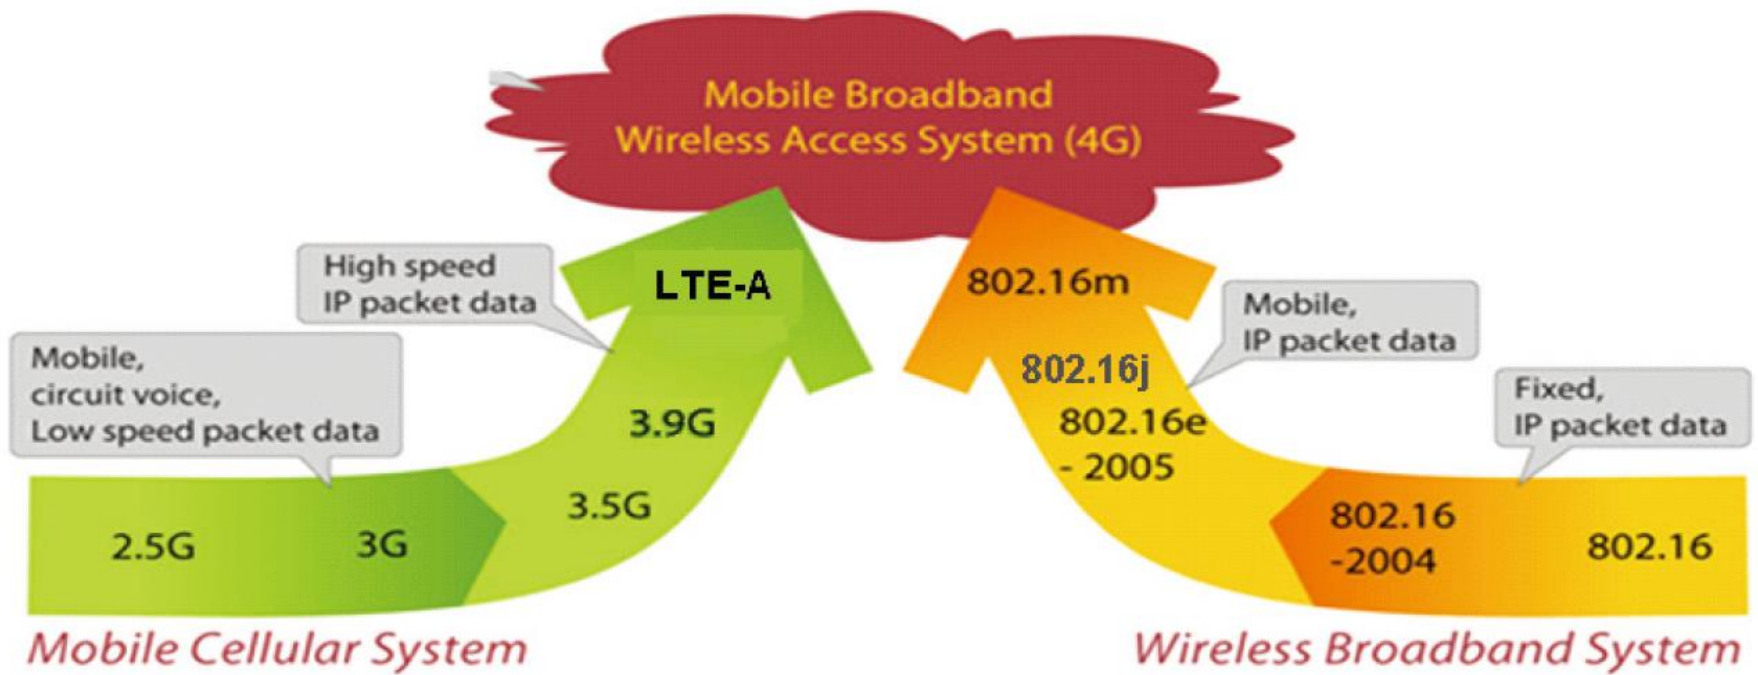 Mobile Broadband
Wireless Access System (4G)
High speed
IP packet data
LTE-A
802.16m
Mobile,
IP packet data
Mobile,
circuit voice,
Low speed packet data
802.16j
Fixed,
IP packet data
3.9G
802.16e
- 2005
3.5G
2.5G
3G
802.16
-2004
802.16
Mobile Cellular System
Wireless Broadband System